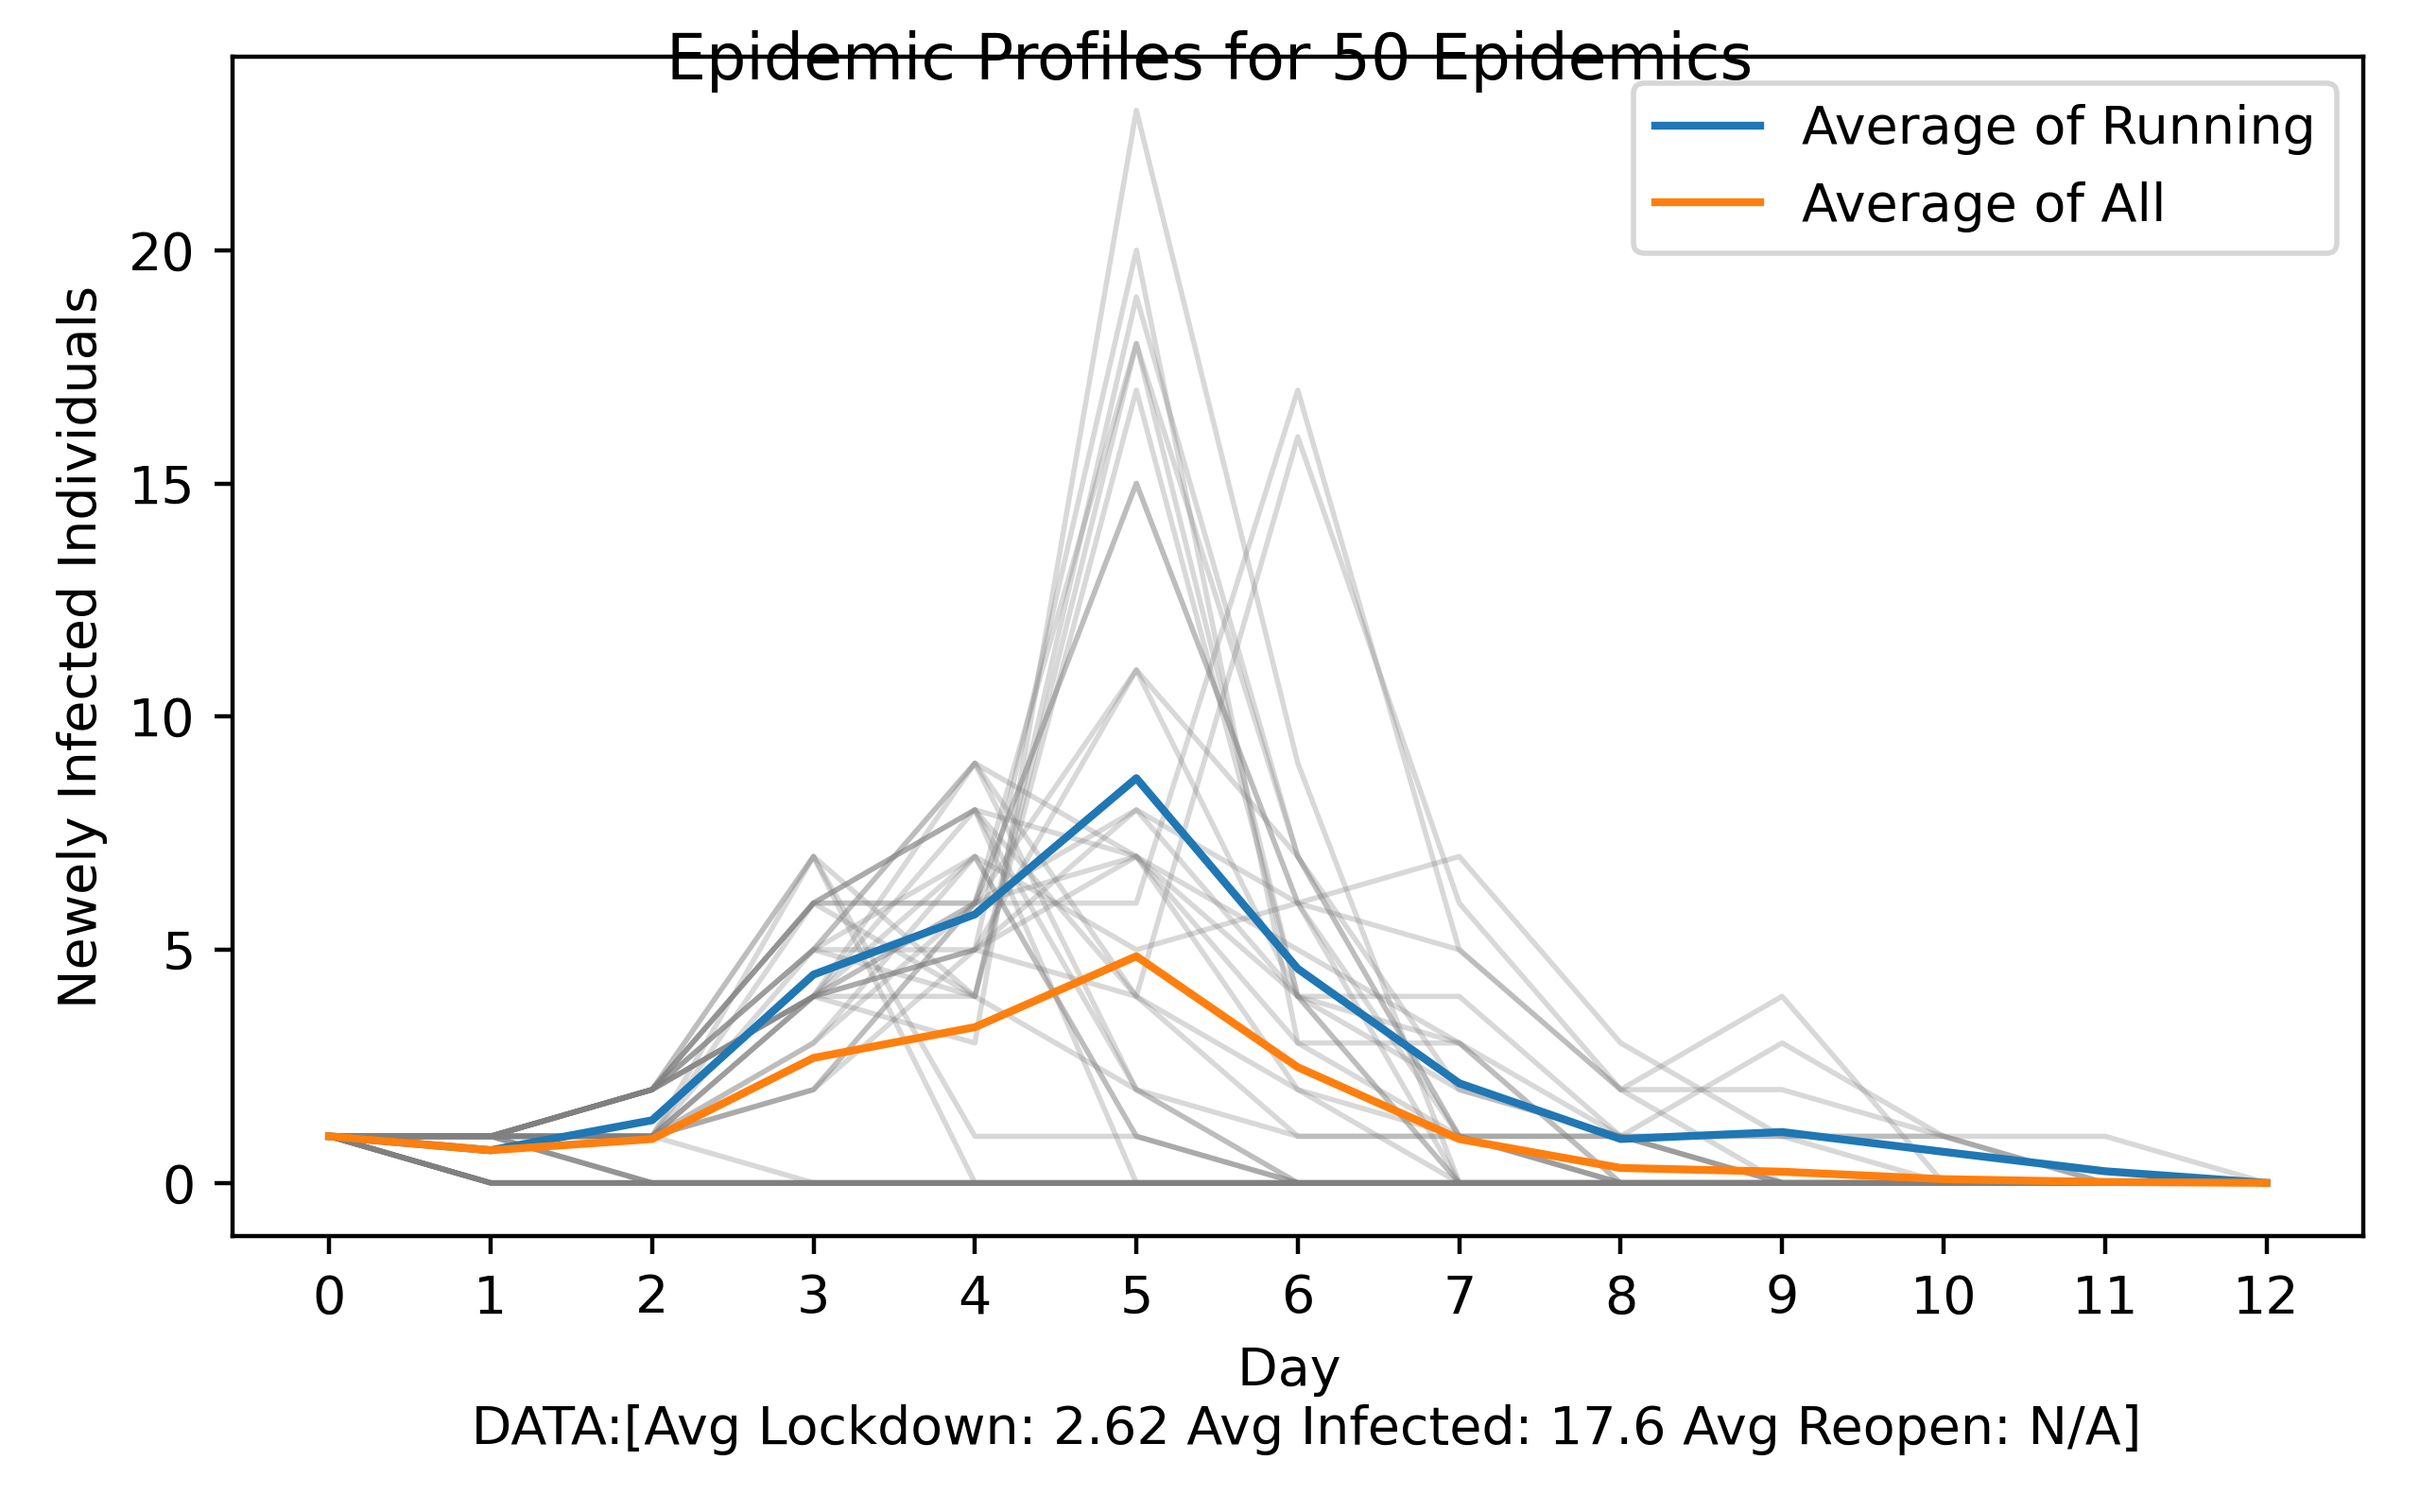 Epidemic Profiles for 50 Epidemics
Average of Running
Average of All
Newely Infected Individuals
20
15
10
5
0
0 1 2 3 4 5 6 7 8 9 10 11 12
Day
DATA:[Avg Lockdown: 2.62 Avg Infected: 17.6 Avg Reopen: N/A]